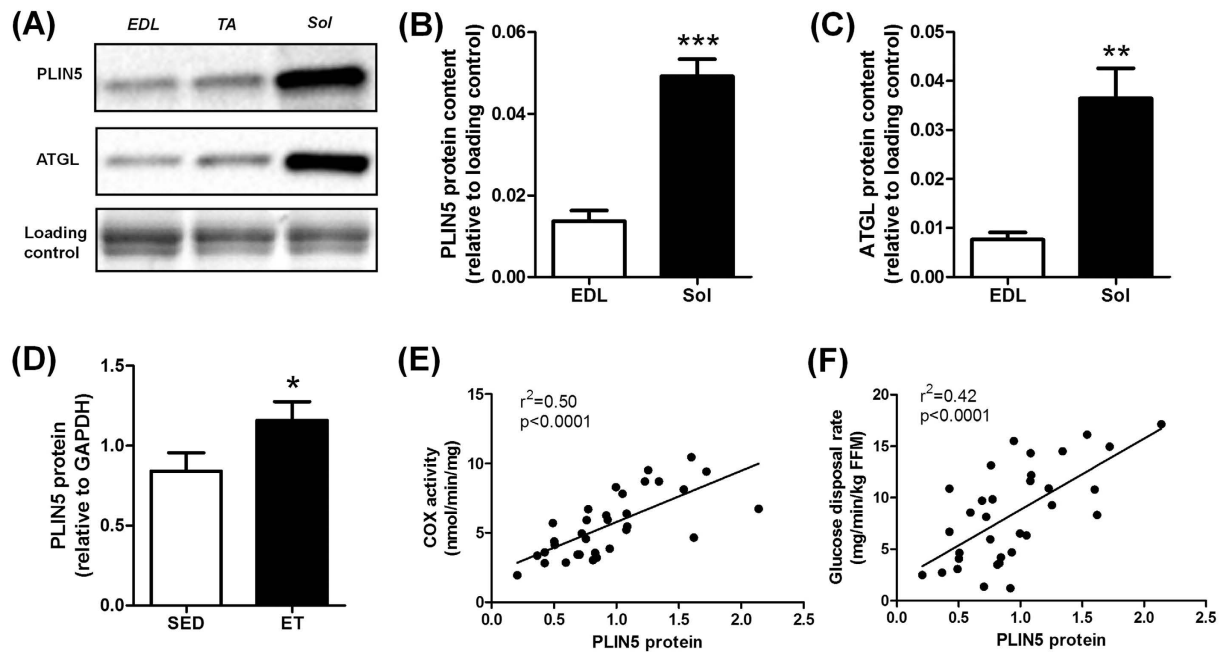 (A)
EDL TA Sol
PLIN5
ATGL
Loading
control
(B)
PLIN5 protein content
(relative to loading control)
0.06
0.04
0.02
0.00
***
EDL Sol
(C)
ATGL protein content
(relative to loading control)
0.05
0.04
0.03
0.02
0.01
0.00
**
EDL Sol
(D)
PLIN5 protein
(relative to GAPDH)
1.5
1.0
0.5
0.0
*
SED ET
(E)
COX activity
(nmol/min/mg)
15
10
5
0
r²=0.50
p<0.0001
0.0 0.5 1.0 1.5 2.0 2.5
PLIN5 protein
(F)
Glucose disposal rate
(mg/min/kg FFM)
20
15
10
5
0
r²=0.42
p<0.0001
0.0 0.5 1.0 1.5 2.0 2.5
PLIN5 protein